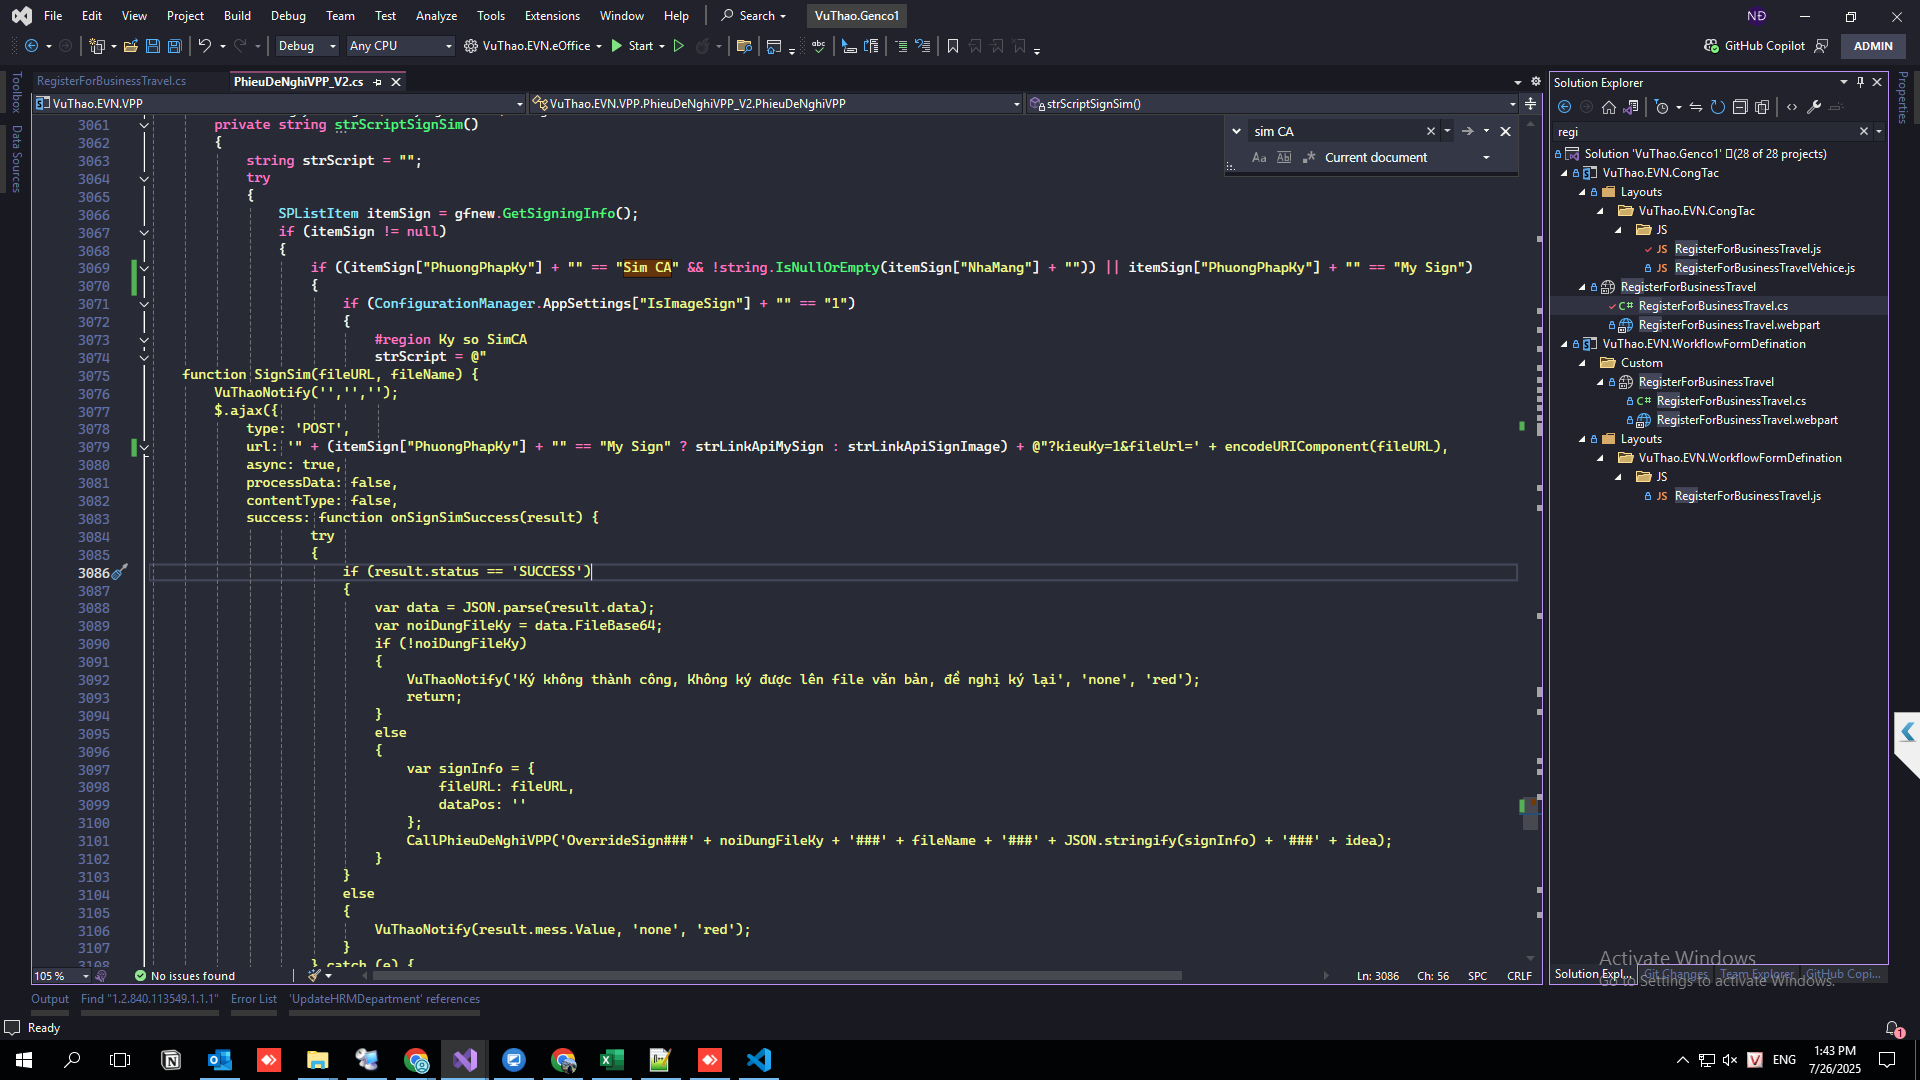 File Edit View Project Build Debug Team Test Analyze Tools Extensions Window Help Search VuThao.Genco1 NĐ
Debug Any CPU VuThao.EVN.eOffice Start GitHub Copilot ADMIN
Toolbox
Data Sources
RegisterForBusinessTravel.cs PhieuDeNghiVPP_V2.cs
VuThao.EVN.VPP VuThao.EVN.VPP.PhieuDeNghiVPP_V2.PhieuDeNghiVPP strScriptSignSim()
sim CA
Aa Ab Current document
3061 private string strScriptSignSim()
3062 {
3063 string strScript = "";
3064 try
3065 {
3066 SPListItem itemSign = gfnew.GetSigningInfo();
3067 if (itemSign != null)
3068 {
3069 if ((itemSign["PhuongPhapKy"] + "" == "Sim CA" && !string.IsNullOrEmpty(itemSign["NhaMang"] + "")) || itemSign["PhuongPhapKy"] + "" == "My Sign")
3070 {
3071 if (ConfigurationManager.AppSettings["IsImageSign"] + "" == "1")
3072 {
3073 #region Ky so SimCA
3074 strScript = @"
3075 function SignSim(fileURL, fileName) {
3076 VuThaoNotify('','','');
3077 $.ajax({
3078 type: 'POST',
3079 url: '" + (itemSign["PhuongPhapKy"] + "" == "My Sign" ? strLinkApiMySign : strLinkApiSignImage) + @"?kieuKy=1&fileUrl=' + encodeURIComponent(fileURL),
3080 async: true,
3081 processData: false,
3082 contentType: false,
3083 success: function onSignSimSuccess(result) {
3084 try
3085 {
3086 if (result.status == 'SUCCESS')
3087 {
3088 var data = JSON.parse(result.data);
3089 var noiDungFileKy = data.FileBase64;
3090 if (!noiDungFileKy)
3091 {
3092 VuThaoNotify('Ký không thành công, Không ký được lên file văn bản, đề nghị ký lại', 'none', 'red');
3093 return;
3094 }
3095 else
3096 {
3097 var signInfo = {
3098 fileURL: fileURL,
3099 dataPos: ''
3100 };
3101 CallPhieuDeNghiVPP('OverrideSign###' + noiDungFileKy + '###' + fileName + '###' + JSON.stringify(signInfo) + '###' + idea);
3102 }
3103 }
3104 else
3105 {
3106 VuThaoNotify(result.mess.Value, 'none', 'red');
3107 }
3108 } catch (e) {
105 % No issues found Ln: 3086 Ch: 56 SPC CRLF
Solution Explorer
regi
Solution 'VuThao.Genco1' (28 of 28 projects)
VuThao.EVN.CongTac
Layouts
VuThao.EVN.CongTac
JS
JS RegisterForBusinessTravel.js
JS RegisterForBusinessTravelVehice.js
RegisterForBusinessTravel
C# RegisterForBusinessTravel.cs
RegisterForBusinessTravel.webpart
VuThao.EVN.WorkflowFormDefination
Custom
RegisterForBusinessTravel
C# RegisterForBusinessTravel.cs
RegisterForBusinessTravel.webpart
Layouts
VuThao.EVN.WorkflowFormDefination
JS
JS RegisterForBusinessTravel.js
Properties
Activate Windows
Go to Settings to activate Windows.
Solution Expl... Git Changes Team Explorer GitHub Copi...
Output Find "1.2.840.113549.1.1.1" Error List 'UpdateHRMDepartment' references
Ready 1
ENG 1:43 PM
7/26/2025